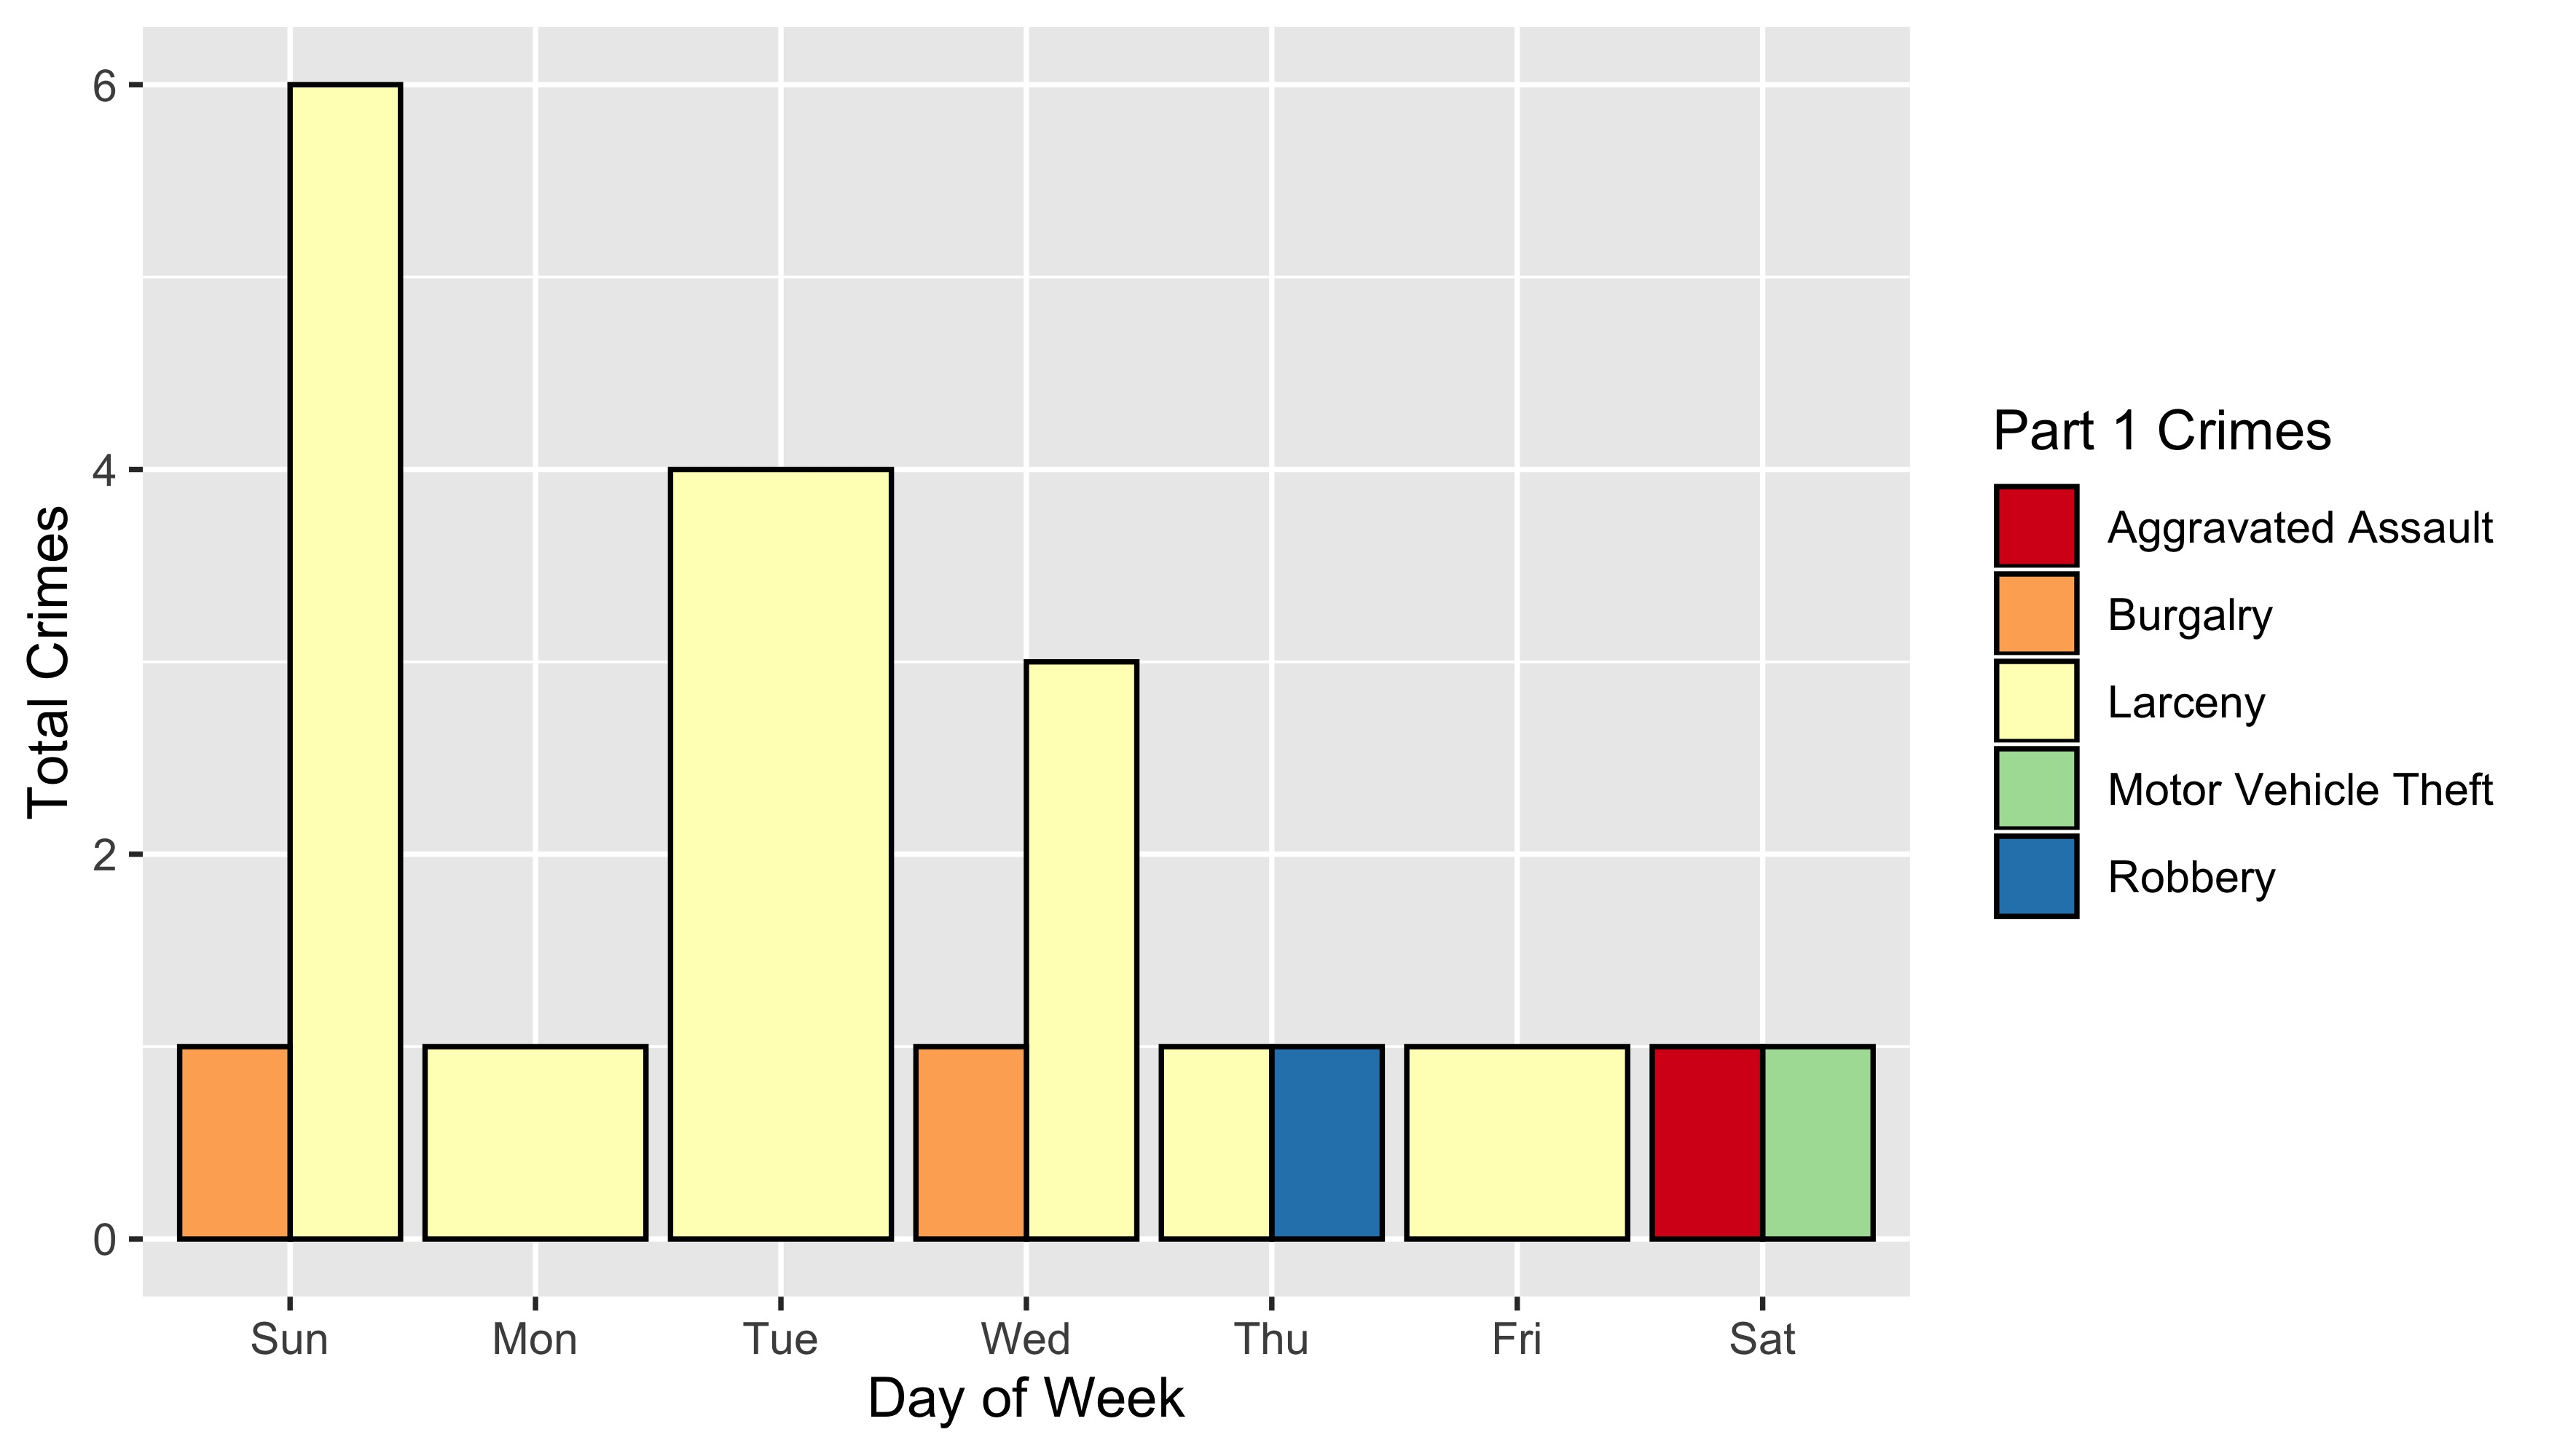 6
4
2
0
Total Crimes
Sun Mon Tue Wed Thu Fri Sat
Day of Week
Part 1 Crimes
Aggravated Assault
Burgalry
Larceny
Motor Vehicle Theft
Robbery